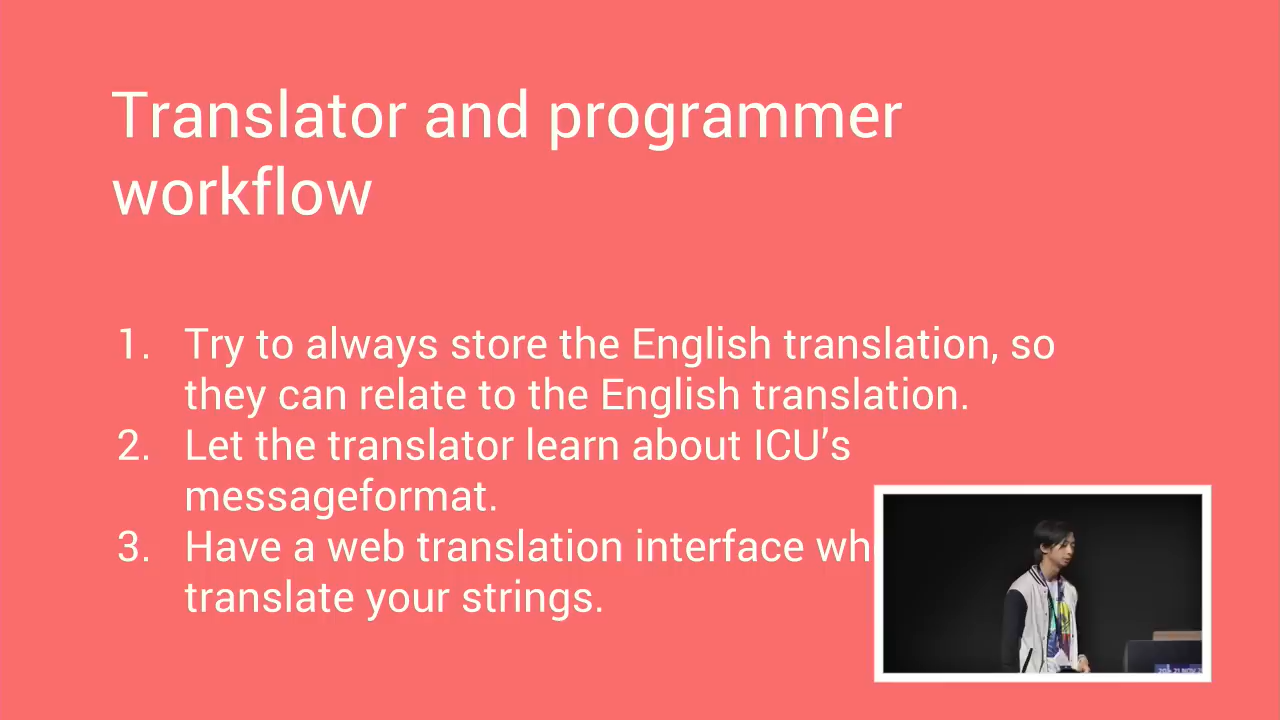 Translator and programmer
workflow
1. Try to always store the English translation, so
they can relate to the English translation.
2. Let the translator learn about ICU's
messageformat.
3. Have a web translation interface
translate your strings.